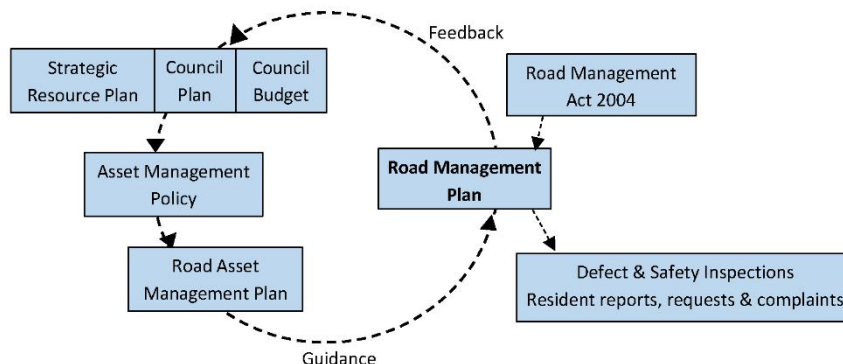 Feedback
Strategic
Resource Plan
Council
Plan
Council
Budget
Road Management
Act 2004
Asset Management
Policy
Road Management
Plan
Road Asset
Management Plan
Defect & Safety Inspections
Resident reports, requests & complaints
Guidance